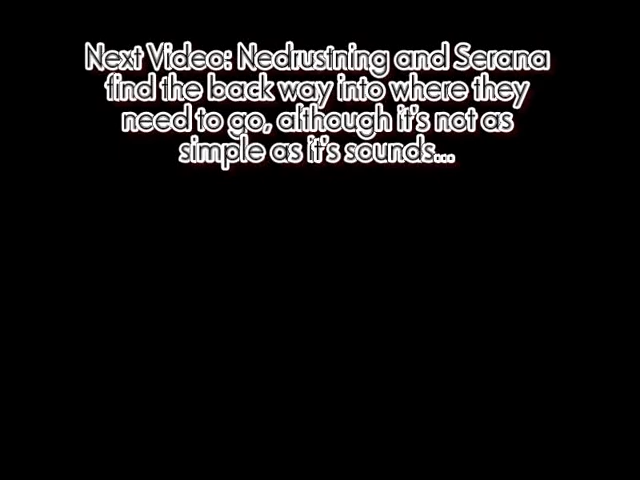 Next Video: Nedrustning and Serana
find the back way into where they
need to go, although it's not as
simple as it's sounds...